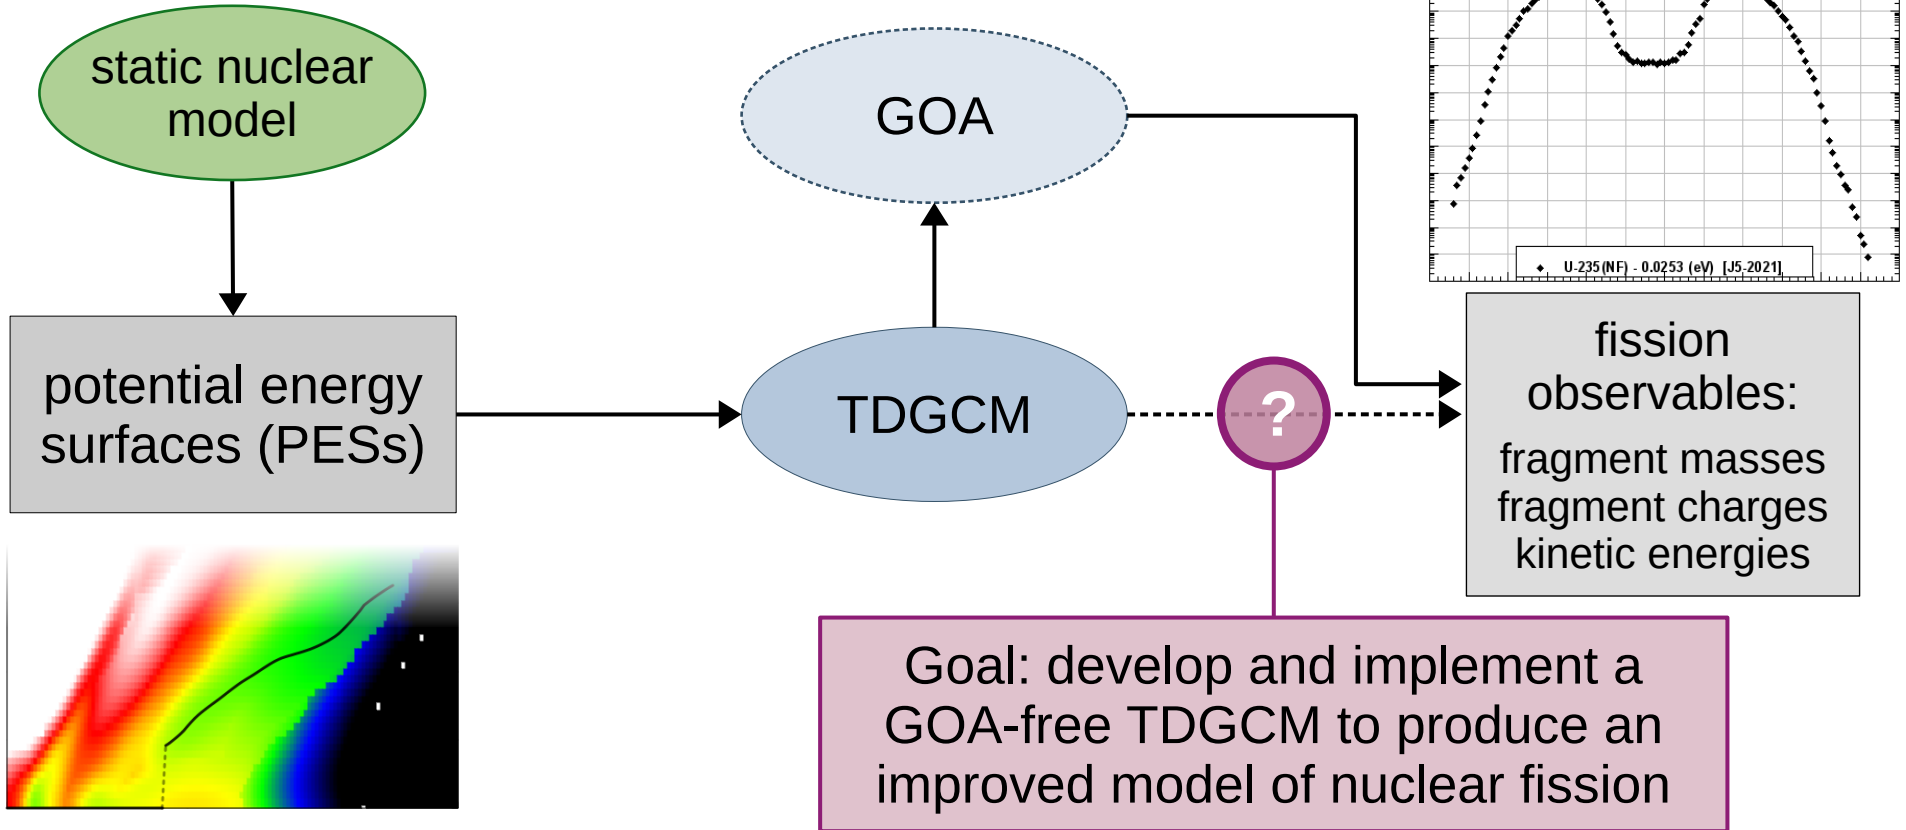 static nuclear
model
GOA
◆ U-235(NF) - 0.0253 (eV) [J5-2021]
potential energy
surfaces (PESs)
TDGCM
?
fission
observables:
fragment masses
fragment charges
kinetic energies
Goal: develop and implement a
GOA-free TDGCM to produce an
improved model of nuclear fission